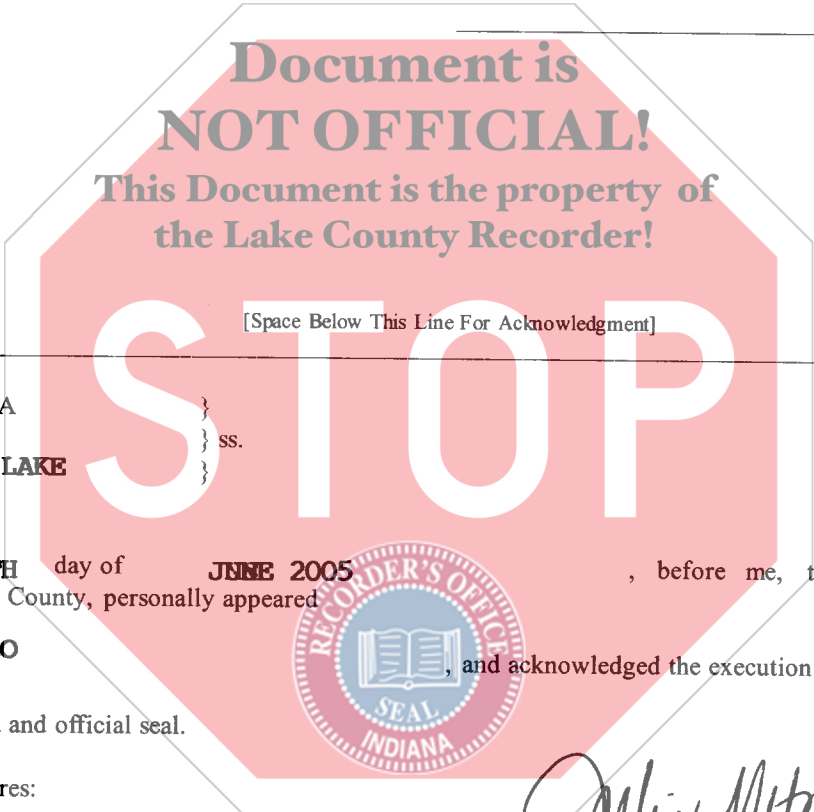 Document is
NOT OFFICIAL!
This Document is the property of
the Lake County Recorder!
STOP
[Space Below This Line For Acknowledgment]
A }
} ss.
LAKE }
H day of JUNE 2005 , before me, t
County, personally appeared
RECORDER'S OFFICE
O
, and acknowledged the execution
SEAL
INDIANA
and official seal.
res: